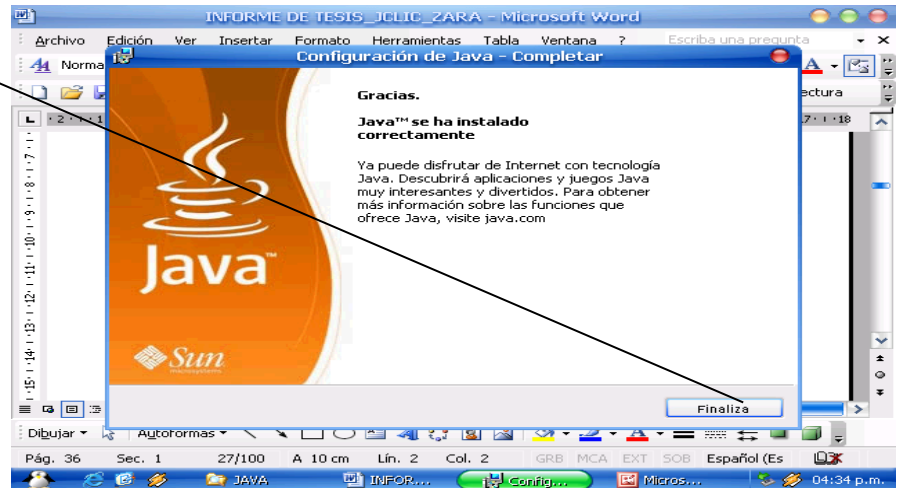 INFORME DE TESIS_JCLIC_ZARA - Microsoft Word
Archivo Edición Ver Insertar Formato Herramientas Tabla Ventana ? Escriba una pregunta
Configuración de Java - Completar
Norma
ectura
Gracias.
Java™ se ha instalado
correctamente
Ya puede disfrutar de Internet con tecnología
Java. Descubrirá aplicaciones y juegos Java
muy interesantes y divertidos. Para obtener
más información sobre las funciones que
ofrece Java, visite java.com
Java™
Sun
microsystems
Finaliza
Dibujar Autoformas
Pág. 36 Sec. 1 27/100 A 10 cm Lín. 2 Col. 2 GRB MCA EXT SOB Español (Es
JAVA INFOR... Config... Micros... 04:34 p.m.